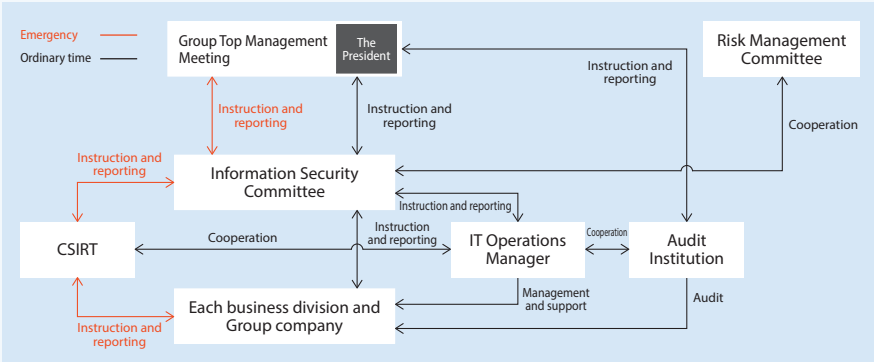 Emergency
Ordinary time
Group Top Management
Meeting
The
President
Risk Management
Committee
Instruction and
reporting
Instruction and
reporting
Instruction and
reporting
Cooperation
Instruction and
reporting
Information Security
Committee
Instruction and reporting
CSIRT
Cooperation
Instruction
and reporting
IT Operations
Manager
Cooperation
Audit
Institution
Each business division and
Group company
Management
and support
Audit
Instruction and
reporting